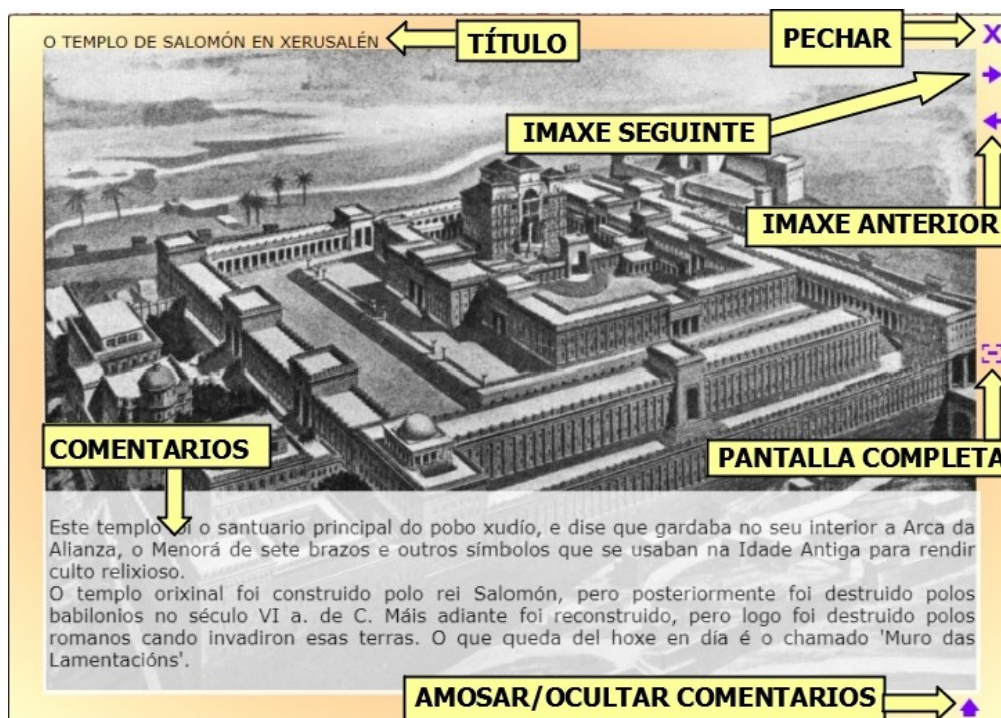 O TEMPLO DE SALOMÓN EN XERUSALÉN
TÍTULO
PECHAR
X
IMAXE SEGUINTE
IMAXE ANTERIOR
COMENTARIOS
PANTALLA COMPLETA
Este templo foi o santuario principal do pobo xudío, e dise que gardaba no seu interior a Arca da
Alianza, o Menorá de sete brazos e outros símbolos que se usaban na Idade Antiga para rendir
culto relixioso.
O templo orixinal foi construido polo rei Salomón, pero posteriormente foi destruido polos
babilonios no século VI a. de C. Máis adiante foi reconstruido, pero logo foi destruido polos
romanos cando invadiron esas terras. O que queda del hoxe en día é o chamado 'Muro das
Lamentacións'.
AMOSAR/OCULTAR COMENTARIOS